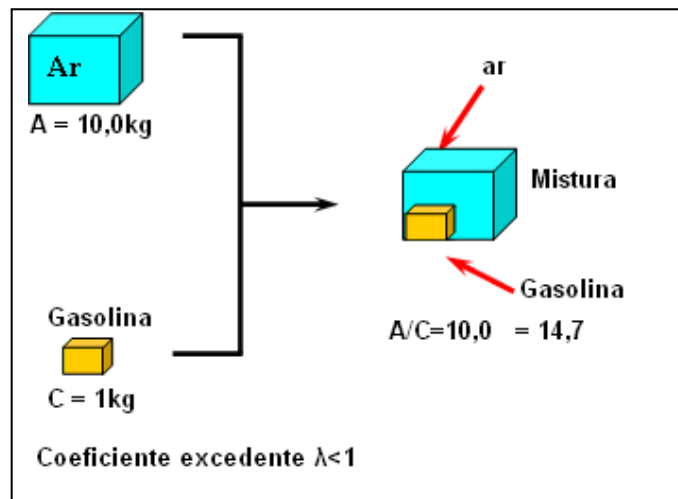 Ar
A = 10,0kg
Gasolina
C = 1kg
ar
Mistura
Gasolina
A/C=10,0 = 14,7
Coeficiente excedente λ<1